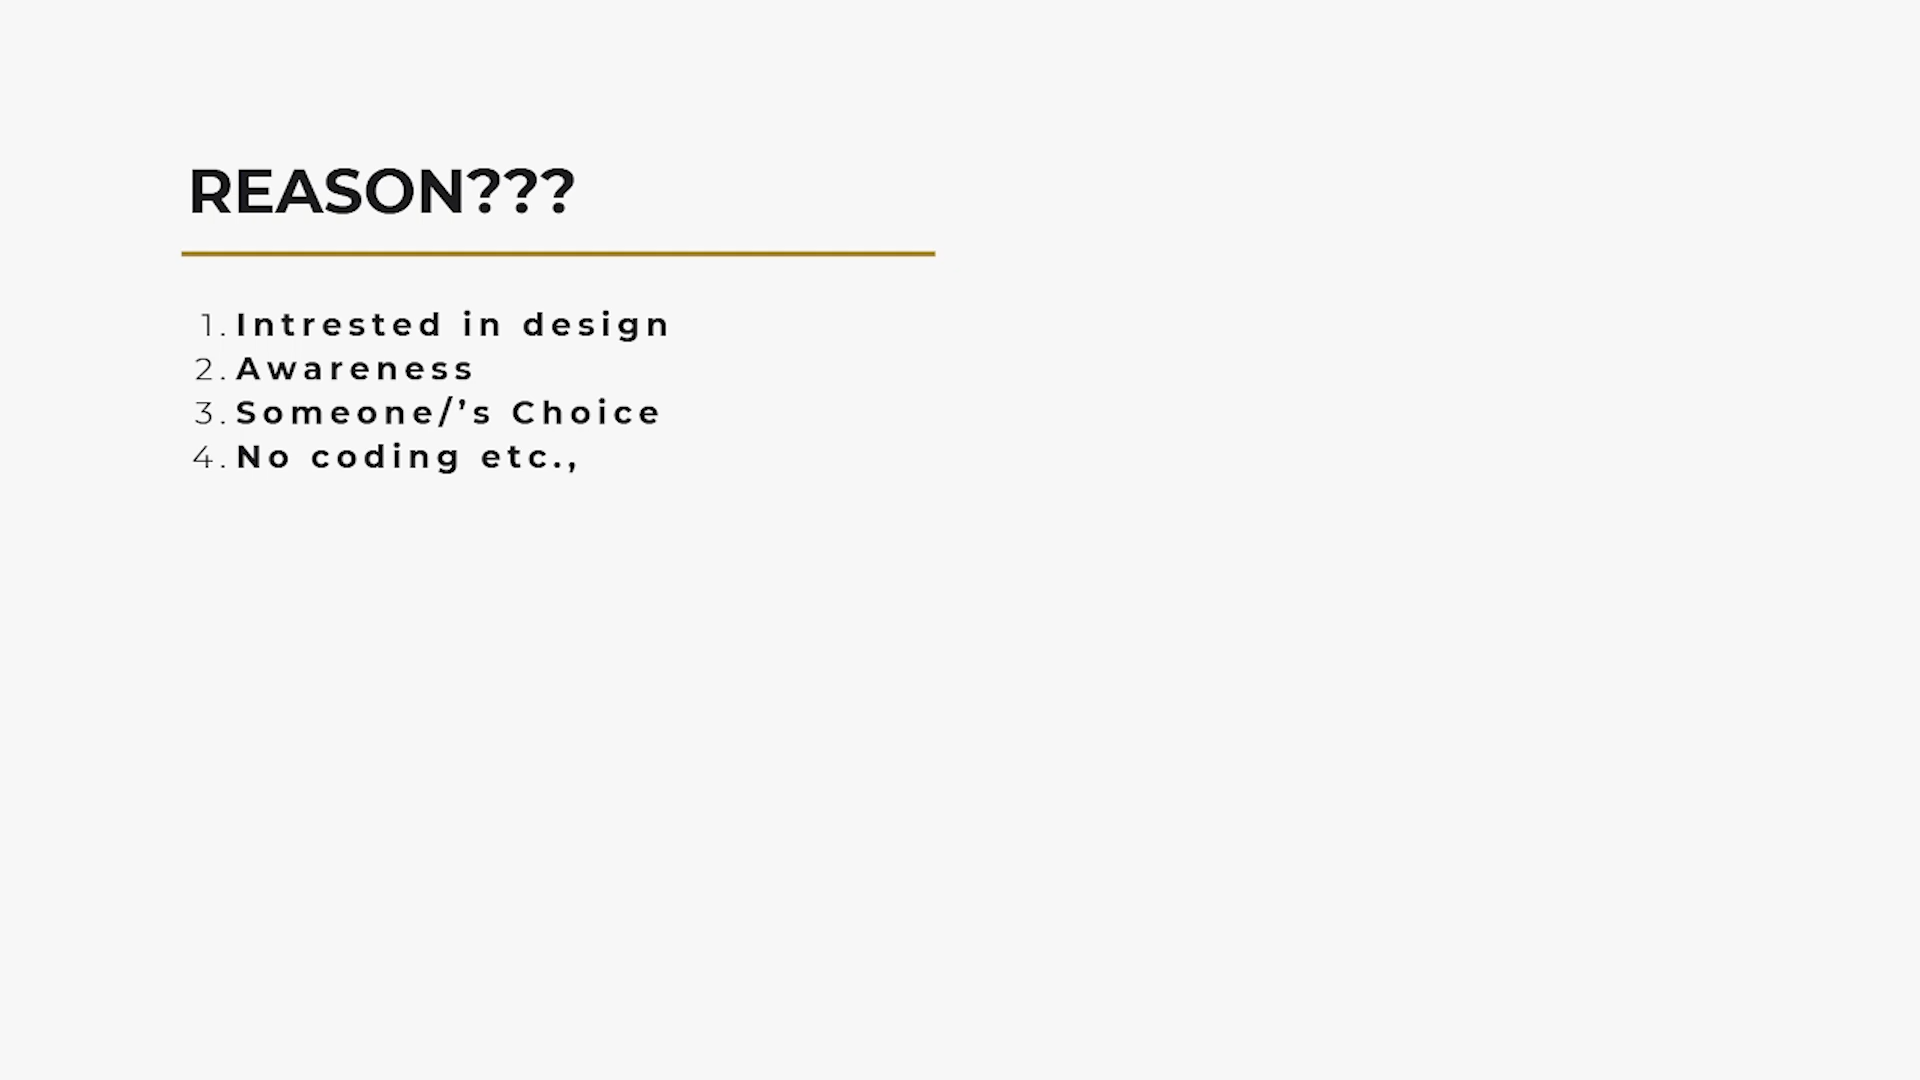 REASON???
1. Intrested in design
2. Awareness
3. Someone/’s Choice
4. No coding etc.,